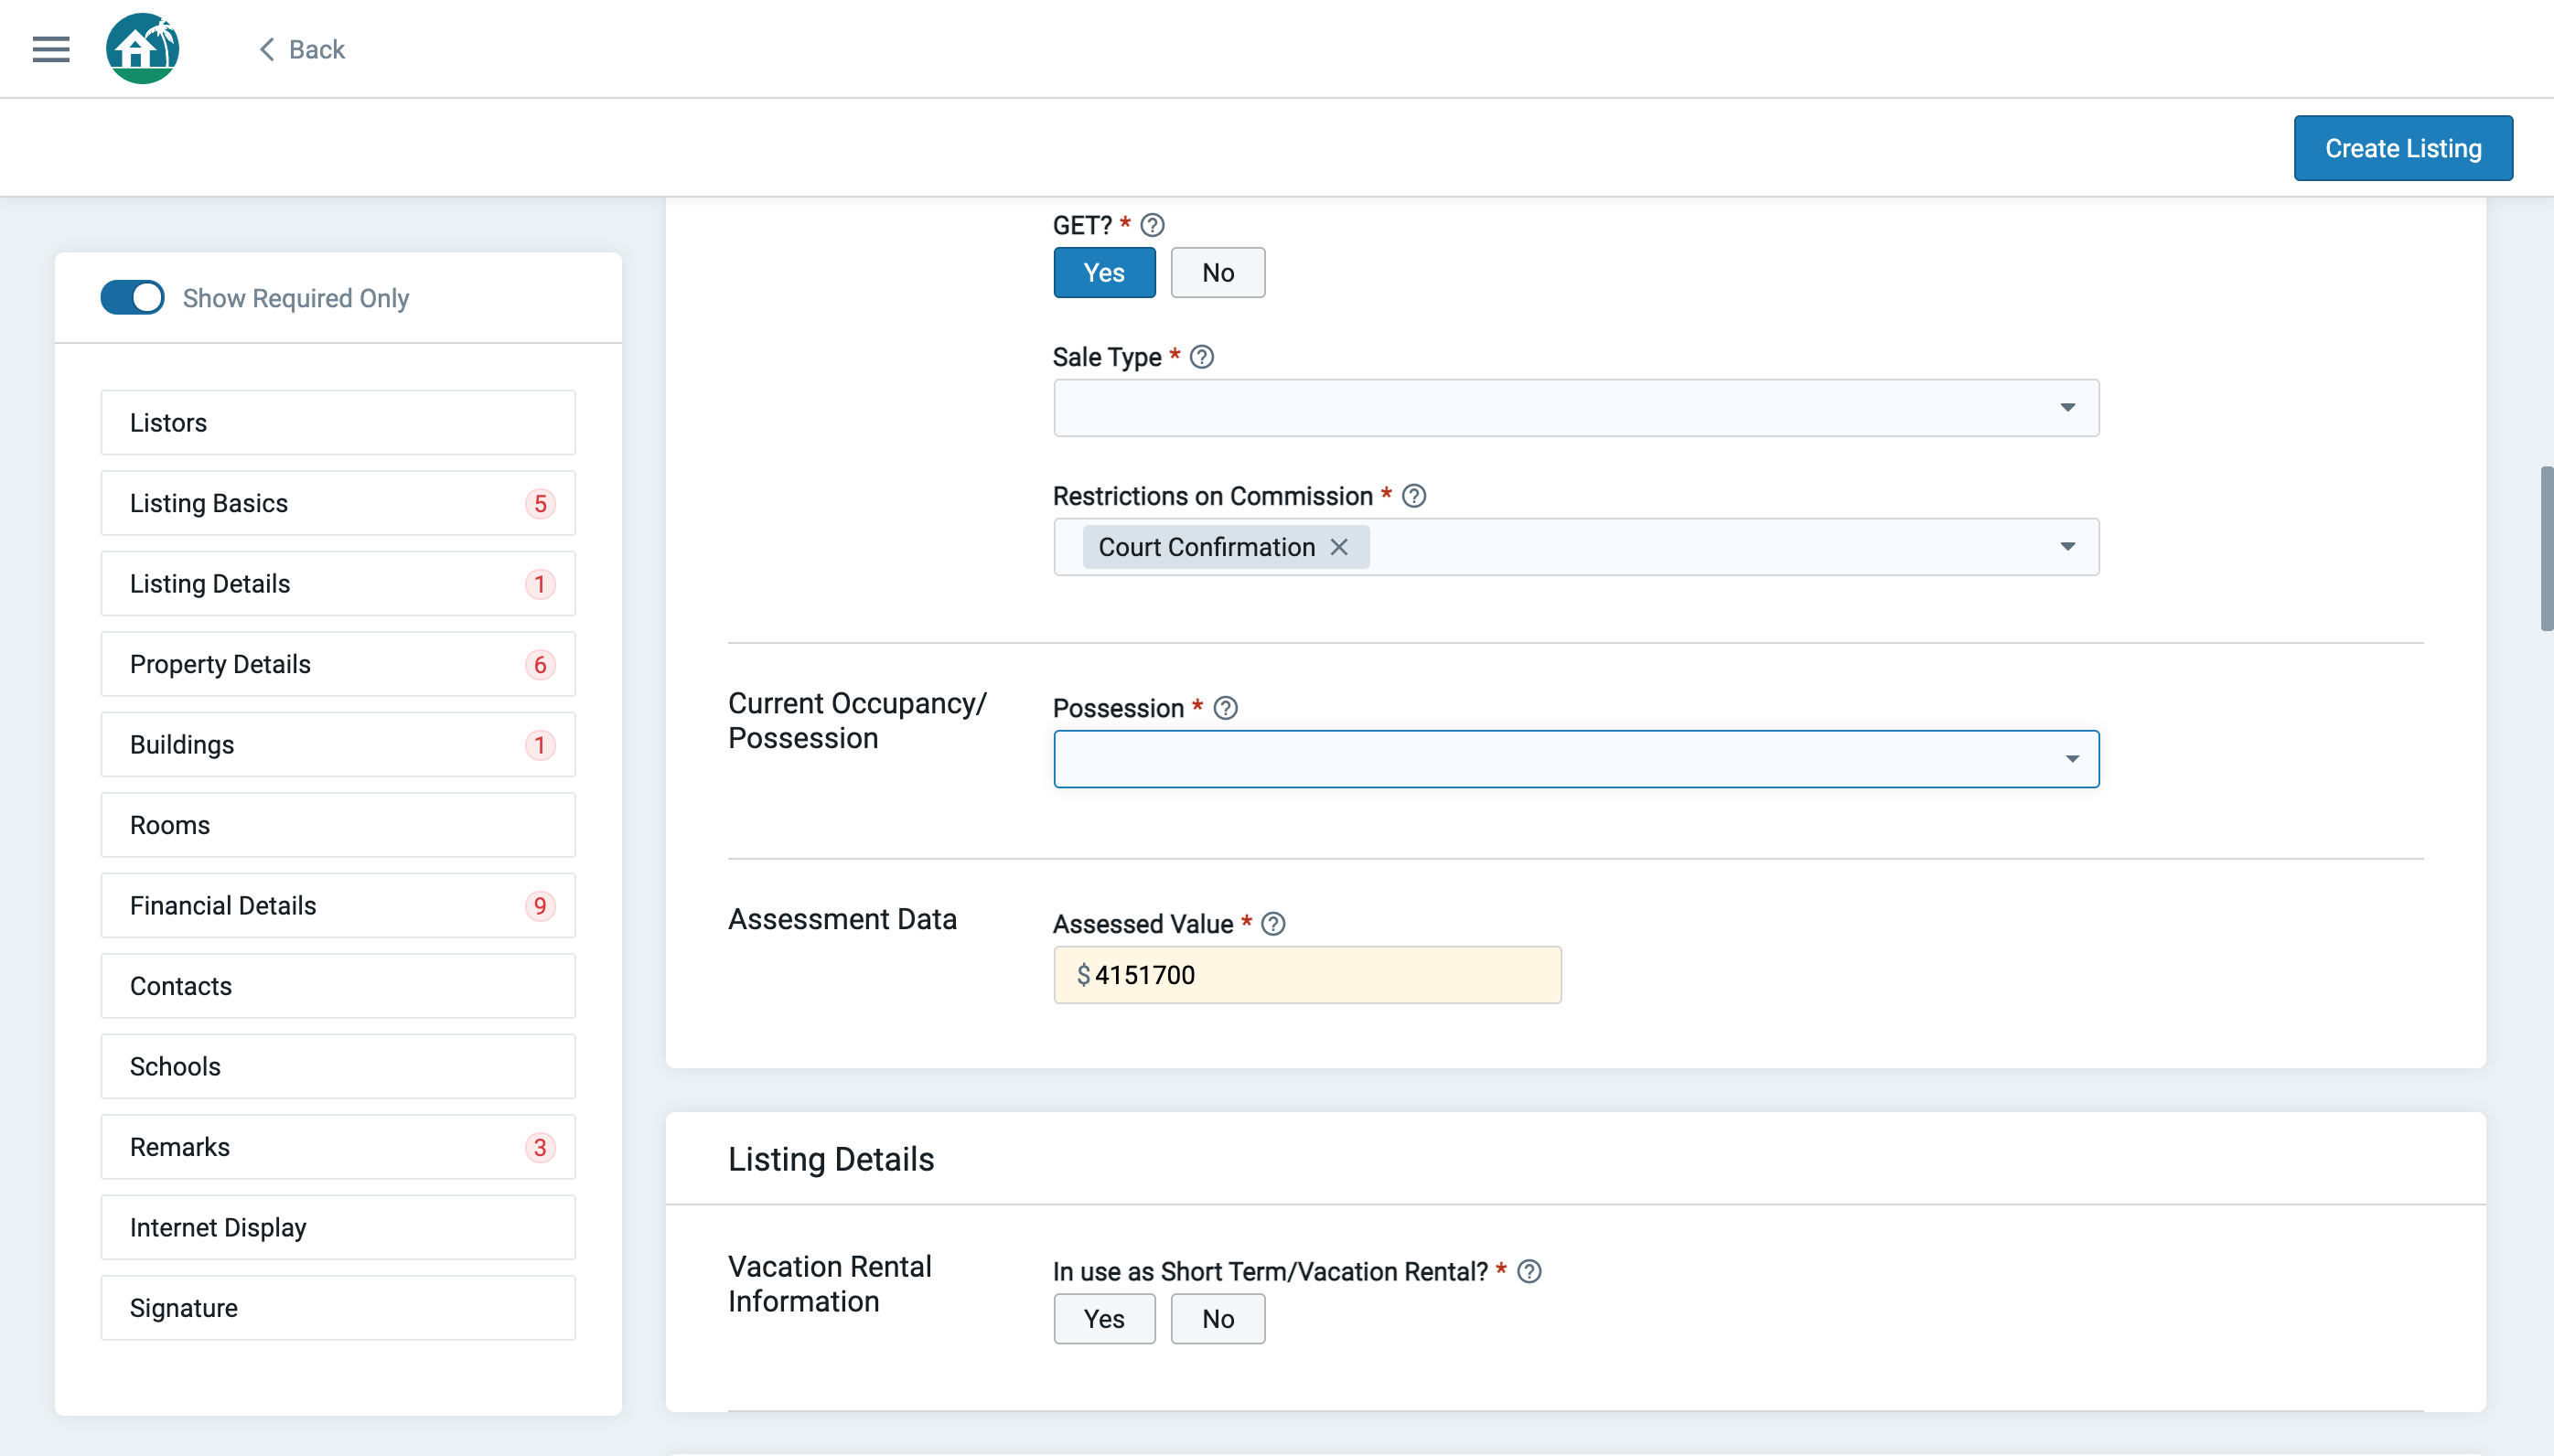 Back
Create Listing
Show Required Only
Listors
Listing Basics 5
Listing Details 1
Property Details 6
Buildings 1
Rooms
Financial Details 9
Contacts
Schools
Remarks 3
Internet Display
Signature
GET? *
Yes No
Sale Type *
Restrictions on Commission *
Court Confirmation
Current Occupancy/
Possession
Possession *
Assessment Data
Assessed Value *
$ 4151700
Listing Details
Vacation Rental
Information
In use as Short Term/Vacation Rental? *
Yes No